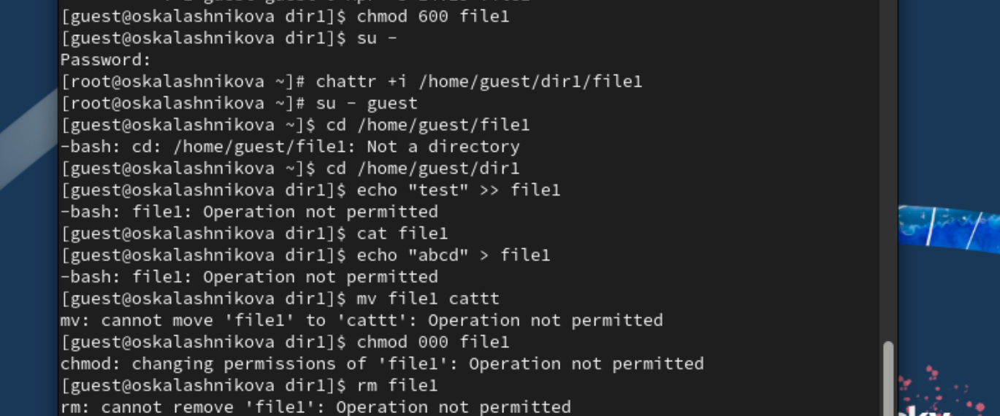 [guest@oskalashnikova dir1]$ chmod 600 file1
[guest@oskalashnikova dir1]$ su -
Password:
[root@oskalashnikova ~]# chattr +i /home/guest/dir1/file1
[root@oskalashnikova ~]# su - guest
[guest@oskalashnikova ~]$ cd /home/guest/file1
-bash: cd: /home/guest/file1: Not a directory
[guest@oskalashnikova ~]$ cd /home/guest/dir1
[guest@oskalashnikova dir1]$ echo "test" >> file1
-bash: file1: Operation not permitted
[guest@oskalashnikova dir1]$ cat file1
[guest@oskalashnikova dir1]$ echo "abcd" > file1
-bash: file1: Operation not permitted
[guest@oskalashnikova dir1]$ mv file1 cattt
mv: cannot move 'file1' to 'cattt': Operation not permitted
[guest@oskalashnikova dir1]$ chmod 000 file1
chmod: changing permissions of 'file1': Operation not permitted
[guest@oskalashnikova dir1]$ rm file1
rm: cannot remove 'file1': Operation not permitted